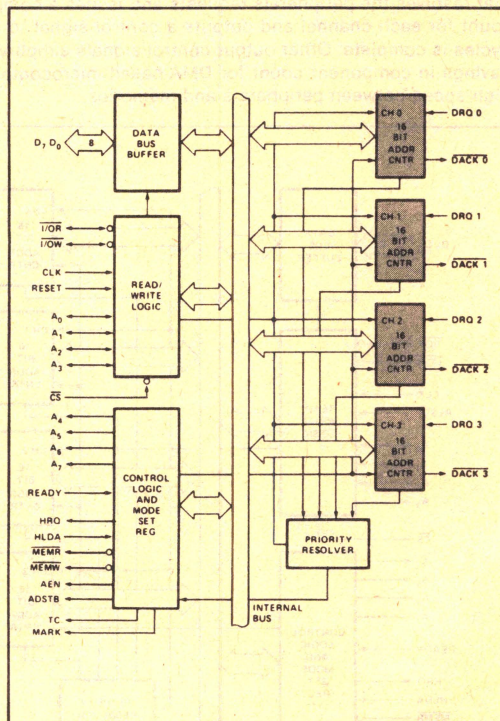 DATA
BUS
BUFFER
D7 D0
8
I/OR
I/OW
CLK
RESET
A0
A1
A2
A3
READ/
WRITE
LOGIC
CS
A4
A5
A6
A7
READY
HRQ
HLDA
MEMR
MEMW
AEN
ADSTB
TC
MARK
CONTROL
LOGIC
AND
MODE
SET
REG
INTERNAL
BUS
CH 0
16
BIT
ADDR
CNTR
DRQ 0
DACK 0
CH 1
16
BIT
ADDR
CNTR
DRQ 1
DACK 1
CH 2
16
BIT
ADDR
CNTR
DRQ 2
DACK 2
CH 3
16
BIT
ADDR
CNTR
DRQ 3
DACK 3
PRIORITY
RESOLVER